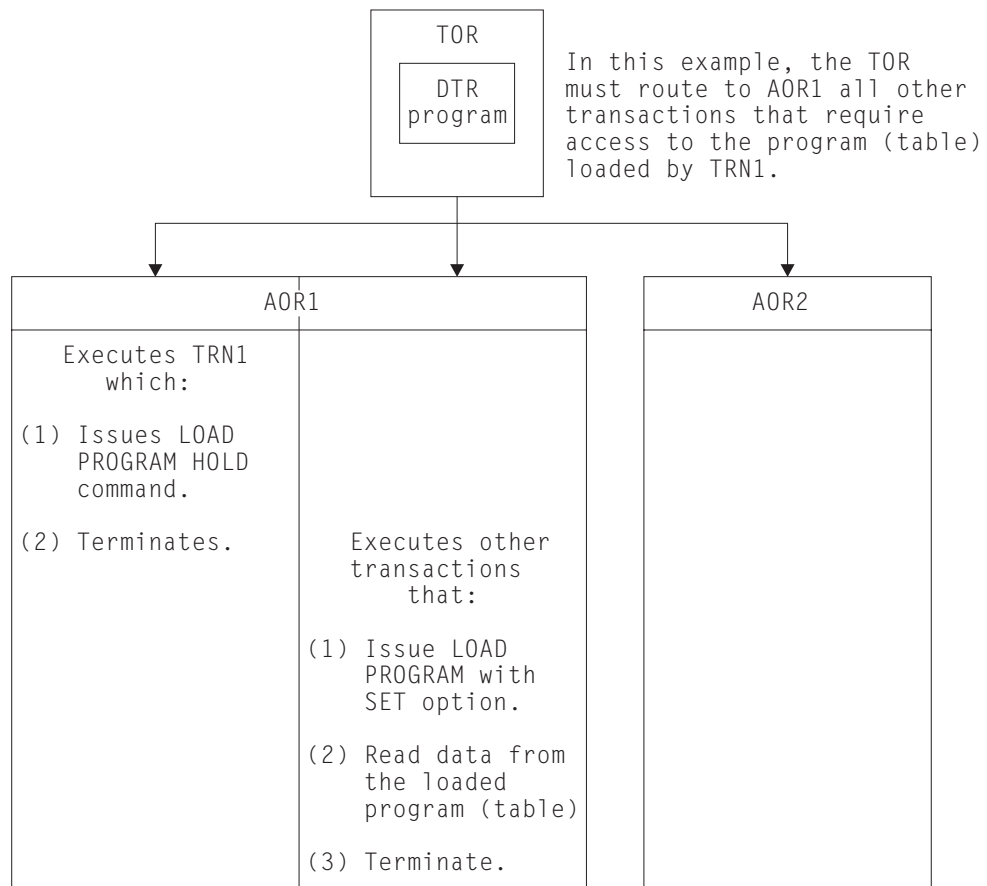 TOR
DTR
program
In this example, the TOR
must route to AOR1 all other
transactions that require
access to the program (table)
loaded by TRN1.
AOR1
Executes TRN1
which:
(1) Issues LOAD
PROGRAM HOLD
command.
(2) Terminates.
Executes other
transactions
that:
(1) Issue LOAD
PROGRAM with
SET option.
(2) Read data from
the loaded
program (table)
(3) Terminate.
AOR2